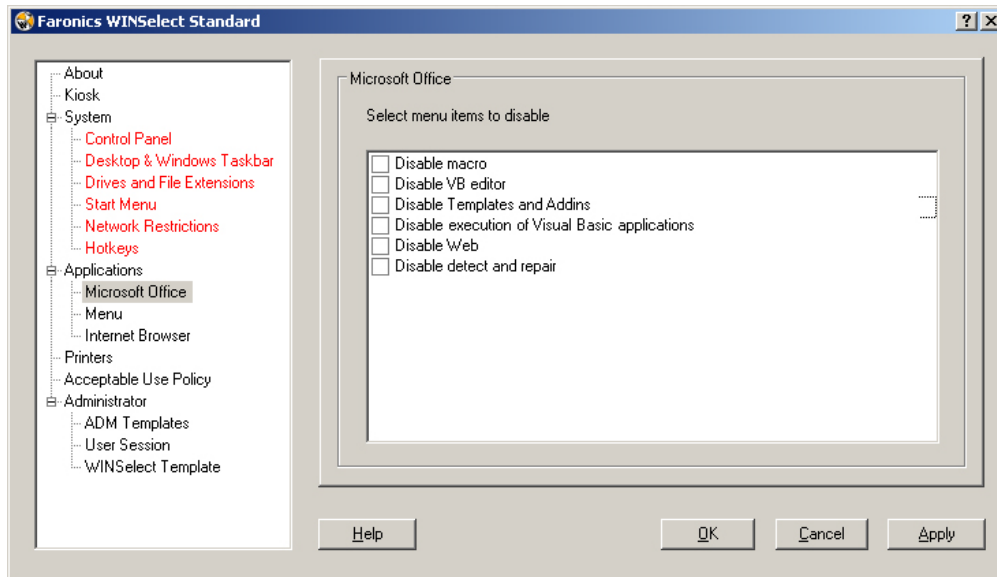 Faronics WINSelect Standard
About
Kiosk
System
Control Panel
Desktop & Windows Taskbar
Drives and File Extensions
Start Menu
Network Restrictions
Hotkeys
Applications
Microsoft Office
Menu
Internet Browser
Printers
Acceptable Use Policy
Administrator
ADM Templates
User Session
WINSelect Template
Microsoft Office
Select menu items to disable
Disable macro
Disable VB editor
Disable Templates and Addins
Disable execution of Visual Basic applications
Disable Web
Disable detect and repair
Help
OK
Cancel
Apply